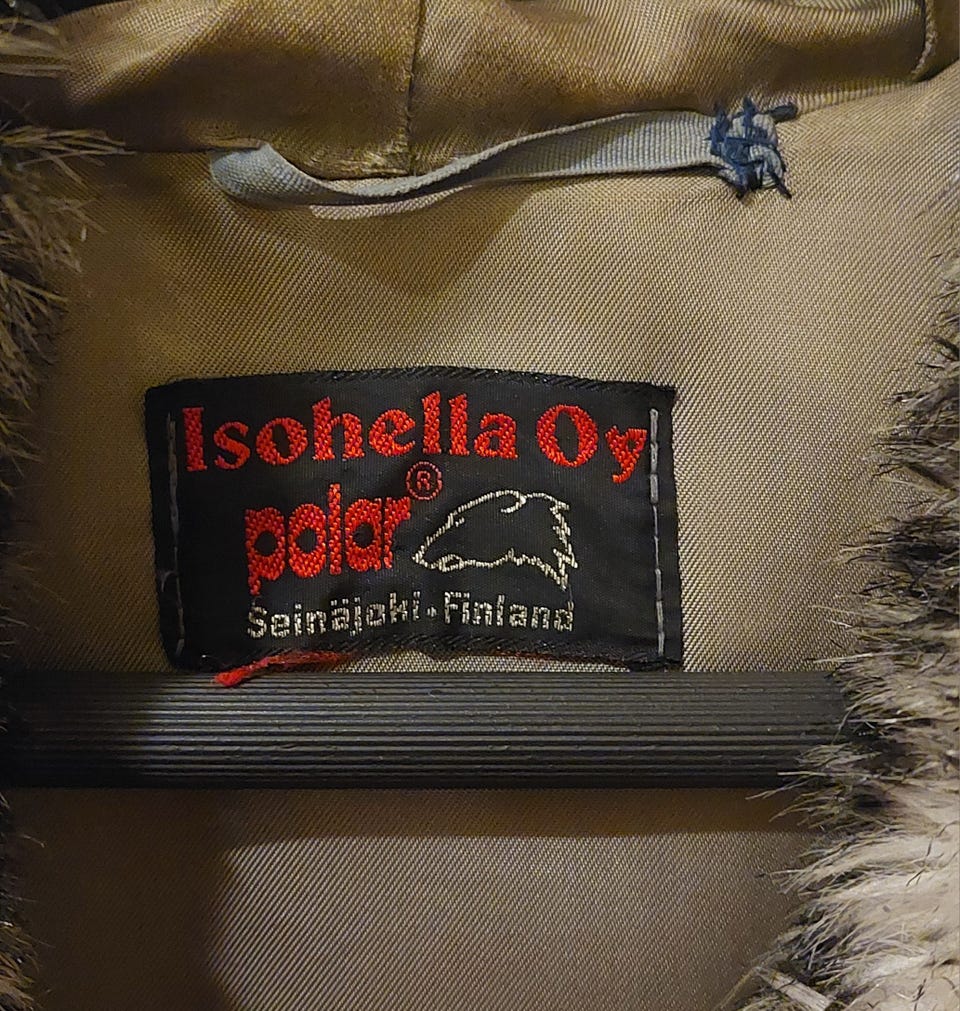 Isohella Oy
polar®
Seinäjoki • Finland